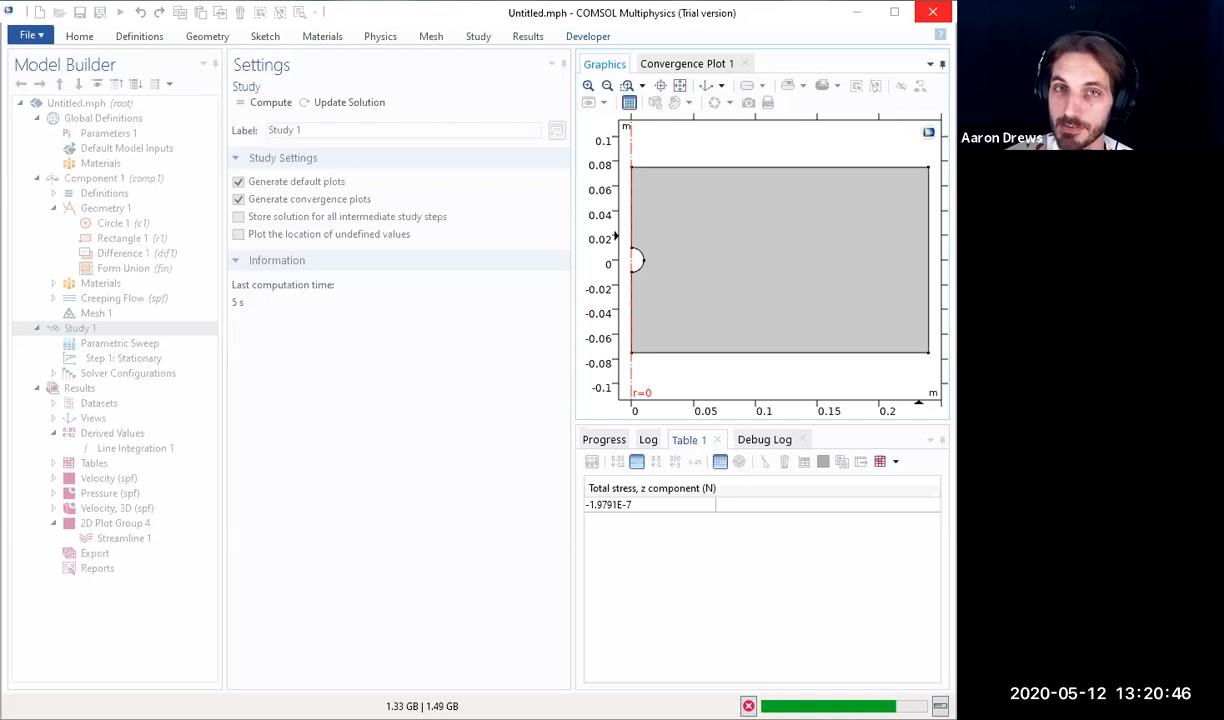 Untitled.mph - COMSOL Multiphysics (Trial version)
File Home Definitions Geometry Sketch Materials Physics Mesh Study Results Developer
Model Builder
Untitled.mph (root)
Global Definitions
Parameters 1
Default Model Inputs
Materials
Component 1 (comp1)
Definitions
Geometry 1
Circle 1 (c1)
Rectangle 1 (r1)
Difference 1 (dif1)
Form Union (fin)
Materials
Creeping Flow (spf)
Mesh 1
Study 1
Parametric Sweep
Step 1: Stationary
Solver Configurations
Results
Datasets
Views
Derived Values
Line Integration 1
Tables
Velocity (spf)
Pressure (spf)
Velocity, 3D (spf)
2D Plot Group 4
Streamline 1
Export
Reports
Settings
Study
Compute Update Solution
Label: Study 1
Study Settings
Generate default plots
Generate convergence plots
Store solution for all intermediate study steps
Plot the location of undefined values
Information
Last computation time:
5 s
Graphics Convergence Plot 1
m
0.1
0.08
0.06
0.04
0.02
0
-0.02
-0.04
-0.06
-0.08
-0.1
r=0
m
0 0.05 0.1 0.15 0.2
Progress Log Table 1 Debug Log
Total stress, z component (N)
-1.9791E-7
1.33 GB | 1.49 GB
Aaron Drews
2020-05-12 13:20:46